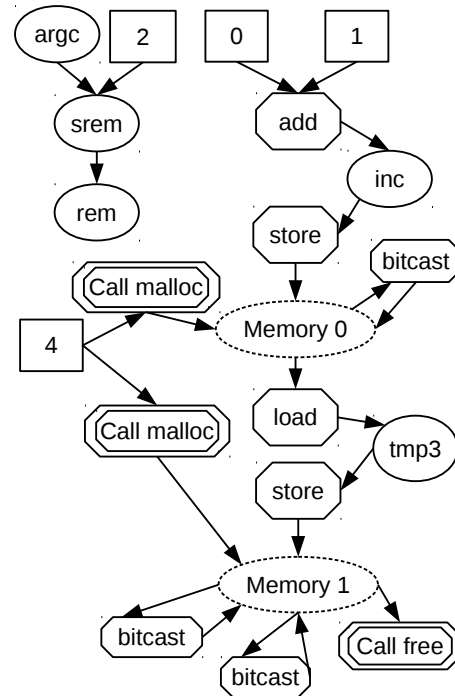 argc
2
0
1
srem
add
rem
inc
store
bitcast
Call malloc
Memory 0
4
load
Call malloc
tmp3
store
Memory 1
bitcast
Call free
bitcast